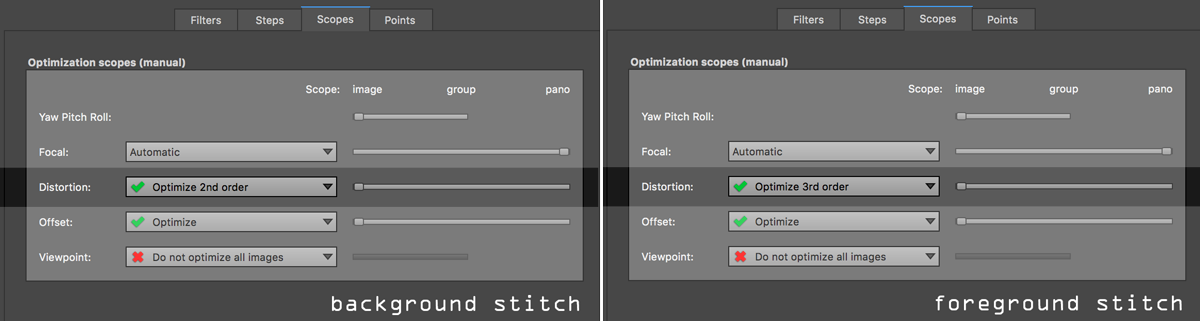 Filters Steps Scopes Points
Optimization scopes (manual)
Scope: image group pano
Yaw Pitch Roll:
Focal: Automatic
Distortion: Optimize 2nd order
Offset: Optimize
Viewpoint: Do not optimize all images
background stitch
Filters Steps Scopes Points
Optimization scopes (manual)
Scope: image group pano
Yaw Pitch Roll:
Focal: Automatic
Distortion: Optimize 3rd order
Offset: Optimize
Viewpoint: Do not optimize all images
foreground stitch